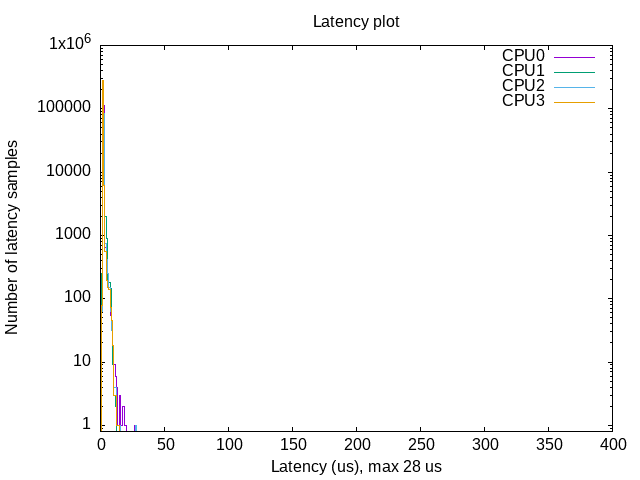 Latency plot
Number of latency samples
1x10^6
100000
10000
1000
100
10
1
CPU0
CPU1
CPU2
CPU3
0 50 100 150 200 250 300 350 400
Latency (us), max 28 us